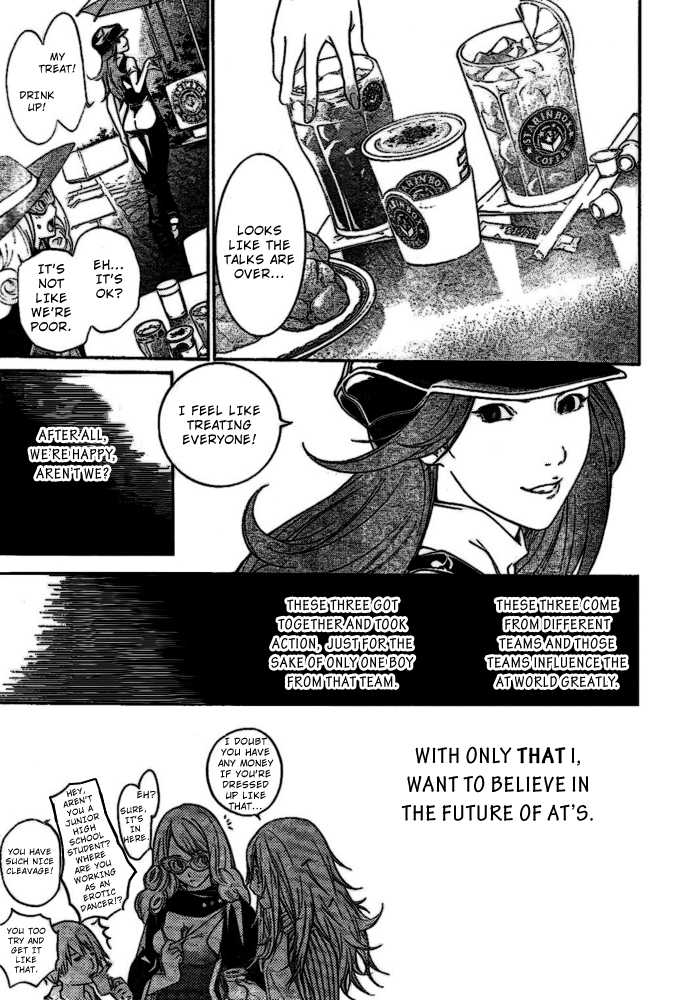 LOOKS
LIKE THE
TALKS ARE
OVER...
STARINBOLK
COFFEE
MY
TREAT!
DRINK
UP!
EH...
IT'S
OK?
IT'S
NOT
LIKE
WE'RE
POOR.
I FEEL LIKE
TREATING
EVERYONE!
AFTER ALL,
WE'RE HAPPY,
AREN'T WE?
THESE THREE COME
FROM DIFFERENT
TEAMS AND THOSE
TEAMS INFLUENCE THE
AT WORLD GREATLY.
THESE THREE GOT
TOGETHER AND TOOK
ACTION, JUST FOR THE
SAKE OF ONLY ONE BOY
FROM THAT TEAM.
WITH ONLY THAT I,
WANT TO BELIEVE IN
THE FUTURE OF AT'S.
I DOUBT
YOU HAVE
ANY MONEY
IF YOU'RE
DRESSED
UP LIKE
THAT...
EH?
SURE,
IT'S
IN
HERE.
HEY,
AREN'T
YOU A
JUNIOR
HIGH
SCHOOL
STUDENT?
WHERE
ARE YOU
WORKING
AS AN
EROTIC
DANCER!?
YOU HAVE
SUCH NICE
CLEAVAGE!
YOU TOO
TRY AND
GET IT
LIKE
THAT.